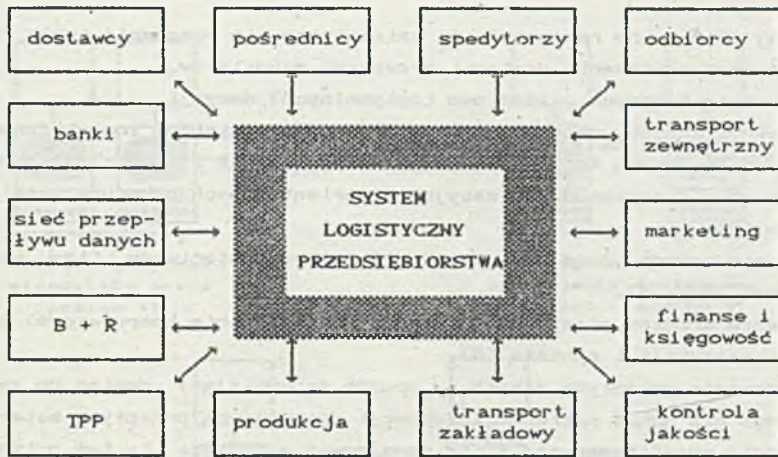 dostawcy
pośrednicy
spedytorzy
odbiorcy
banki
transport
zewnętrzny
SYSTEM
LOGISTYCZNY
PRZEDSIĘBIORSTWA
sieć przep-
ływu danych
marketing
B + R
finanse i
księgowość
TPP
produkcja
transport
zakładowy
kontrola
jakości